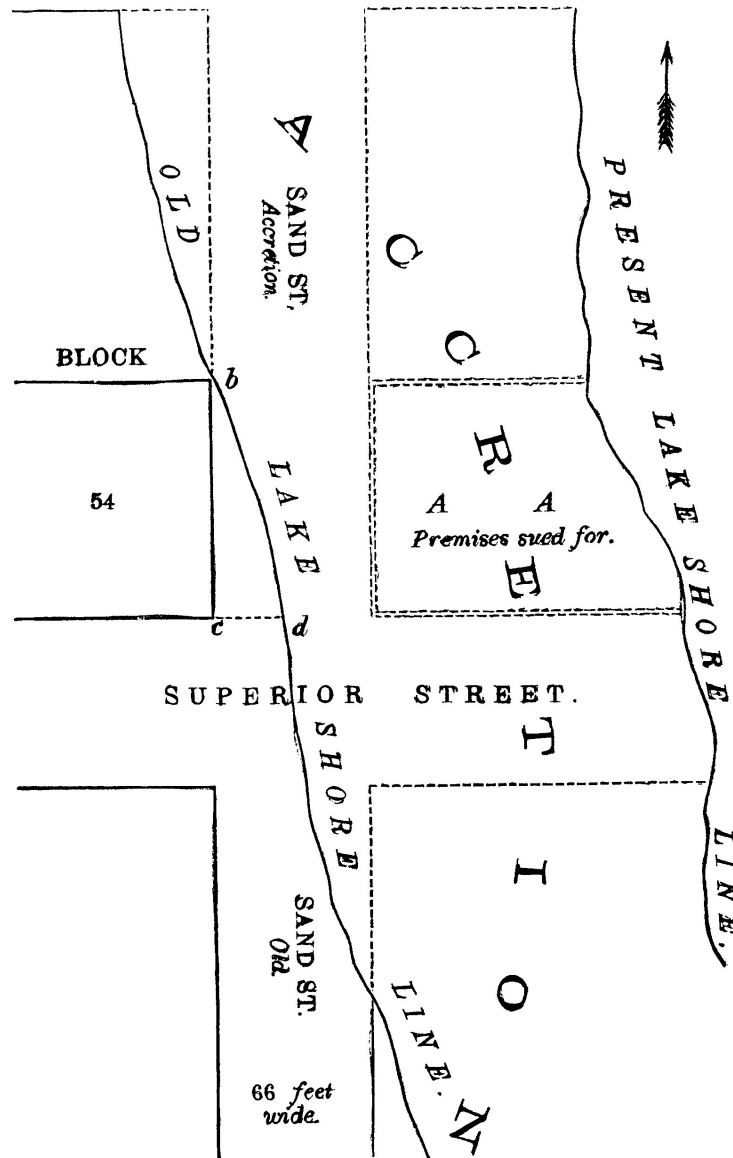 OLD LAKE SHORE LINE.
PRESENT LAKE SHORE LINE.
ACCRETION
SAND ST,
Accretion.
BLOCK
b
54
A A
Premises sued for.
c
d
SUPERIOR STREET.
SAND ST.
Old.
66 feet
wide.